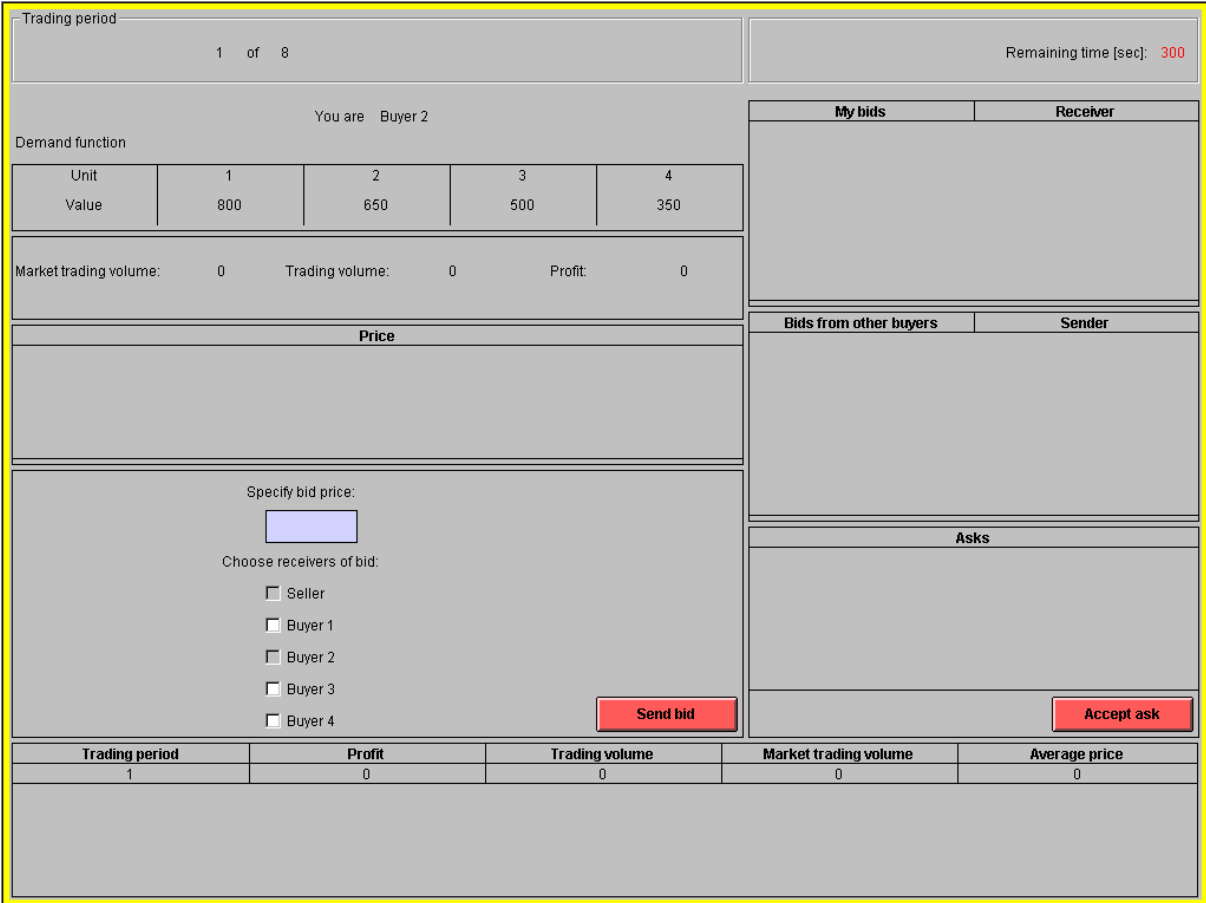 Trading period
1 of 8
Remaining time [sec]: 300
You are Buyer 2
Demand function
Unit 1 2 3 4
Value 800 650 500 350
Market trading volume: 0 Trading volume: 0 Profit: 0
Price
Specify bid price:
Choose receivers of bid:
Seller
Buyer 1
Buyer 2
Buyer 3
Buyer 4
Send bid
My bids Receiver
Bids from other buyers Sender
Asks
Accept ask
Trading period Profit Trading volume Market trading volume Average price
1 0 0 0 0